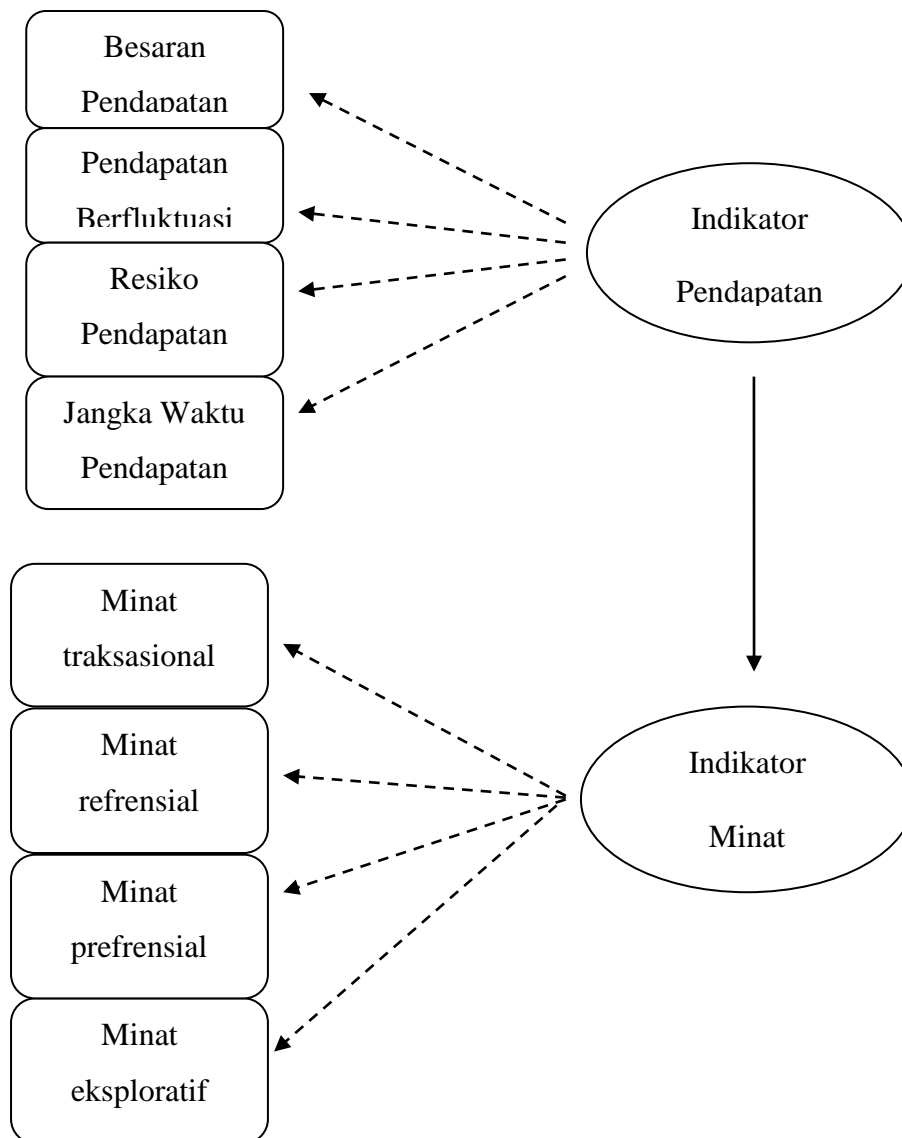 Besaran
Pendapatan
Pendapatan
Berfluktuasi
Resiko
Pendapatan
Jangka Waktu
Pendapatan
Indikator
Pendapatan
Minat
traksasional
Minat
refrensial
Minat
prefrensial
Minat
eksploratif
Indikator
Minat